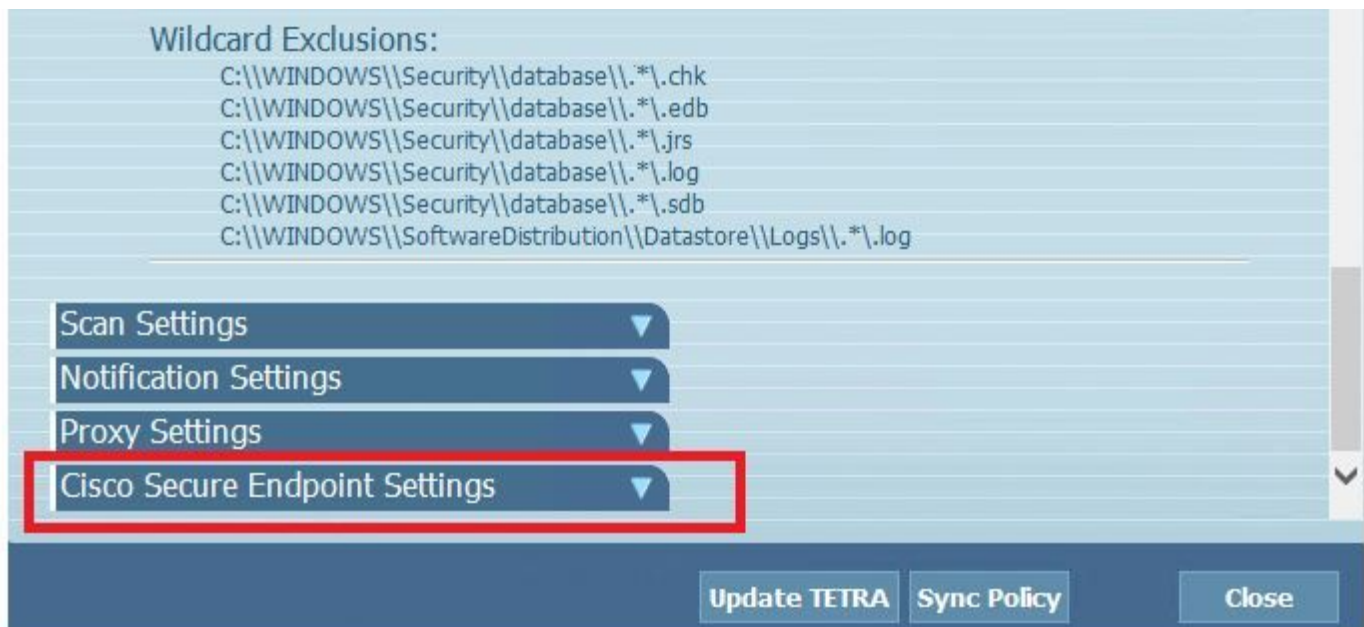 Wildcard Exclusions:
C:\\WINDOWS\\Security\\database\\.*\.chk
C:\\WINDOWS\\Security\\database\\.*\.edb
C:\\WINDOWS\\Security\\database\\.*\.jrs
C:\\WINDOWS\\Security\\database\\.*\.log
C:\\WINDOWS\\Security\\database\\.*\.sdb
C:\\WINDOWS\\SoftwareDistribution\\Datastore\\Logs\\.*\.log
Scan Settings
Notification Settings
Proxy Settings
Cisco Secure Endpoint Settings
Update TETRA
Sync Policy
Close